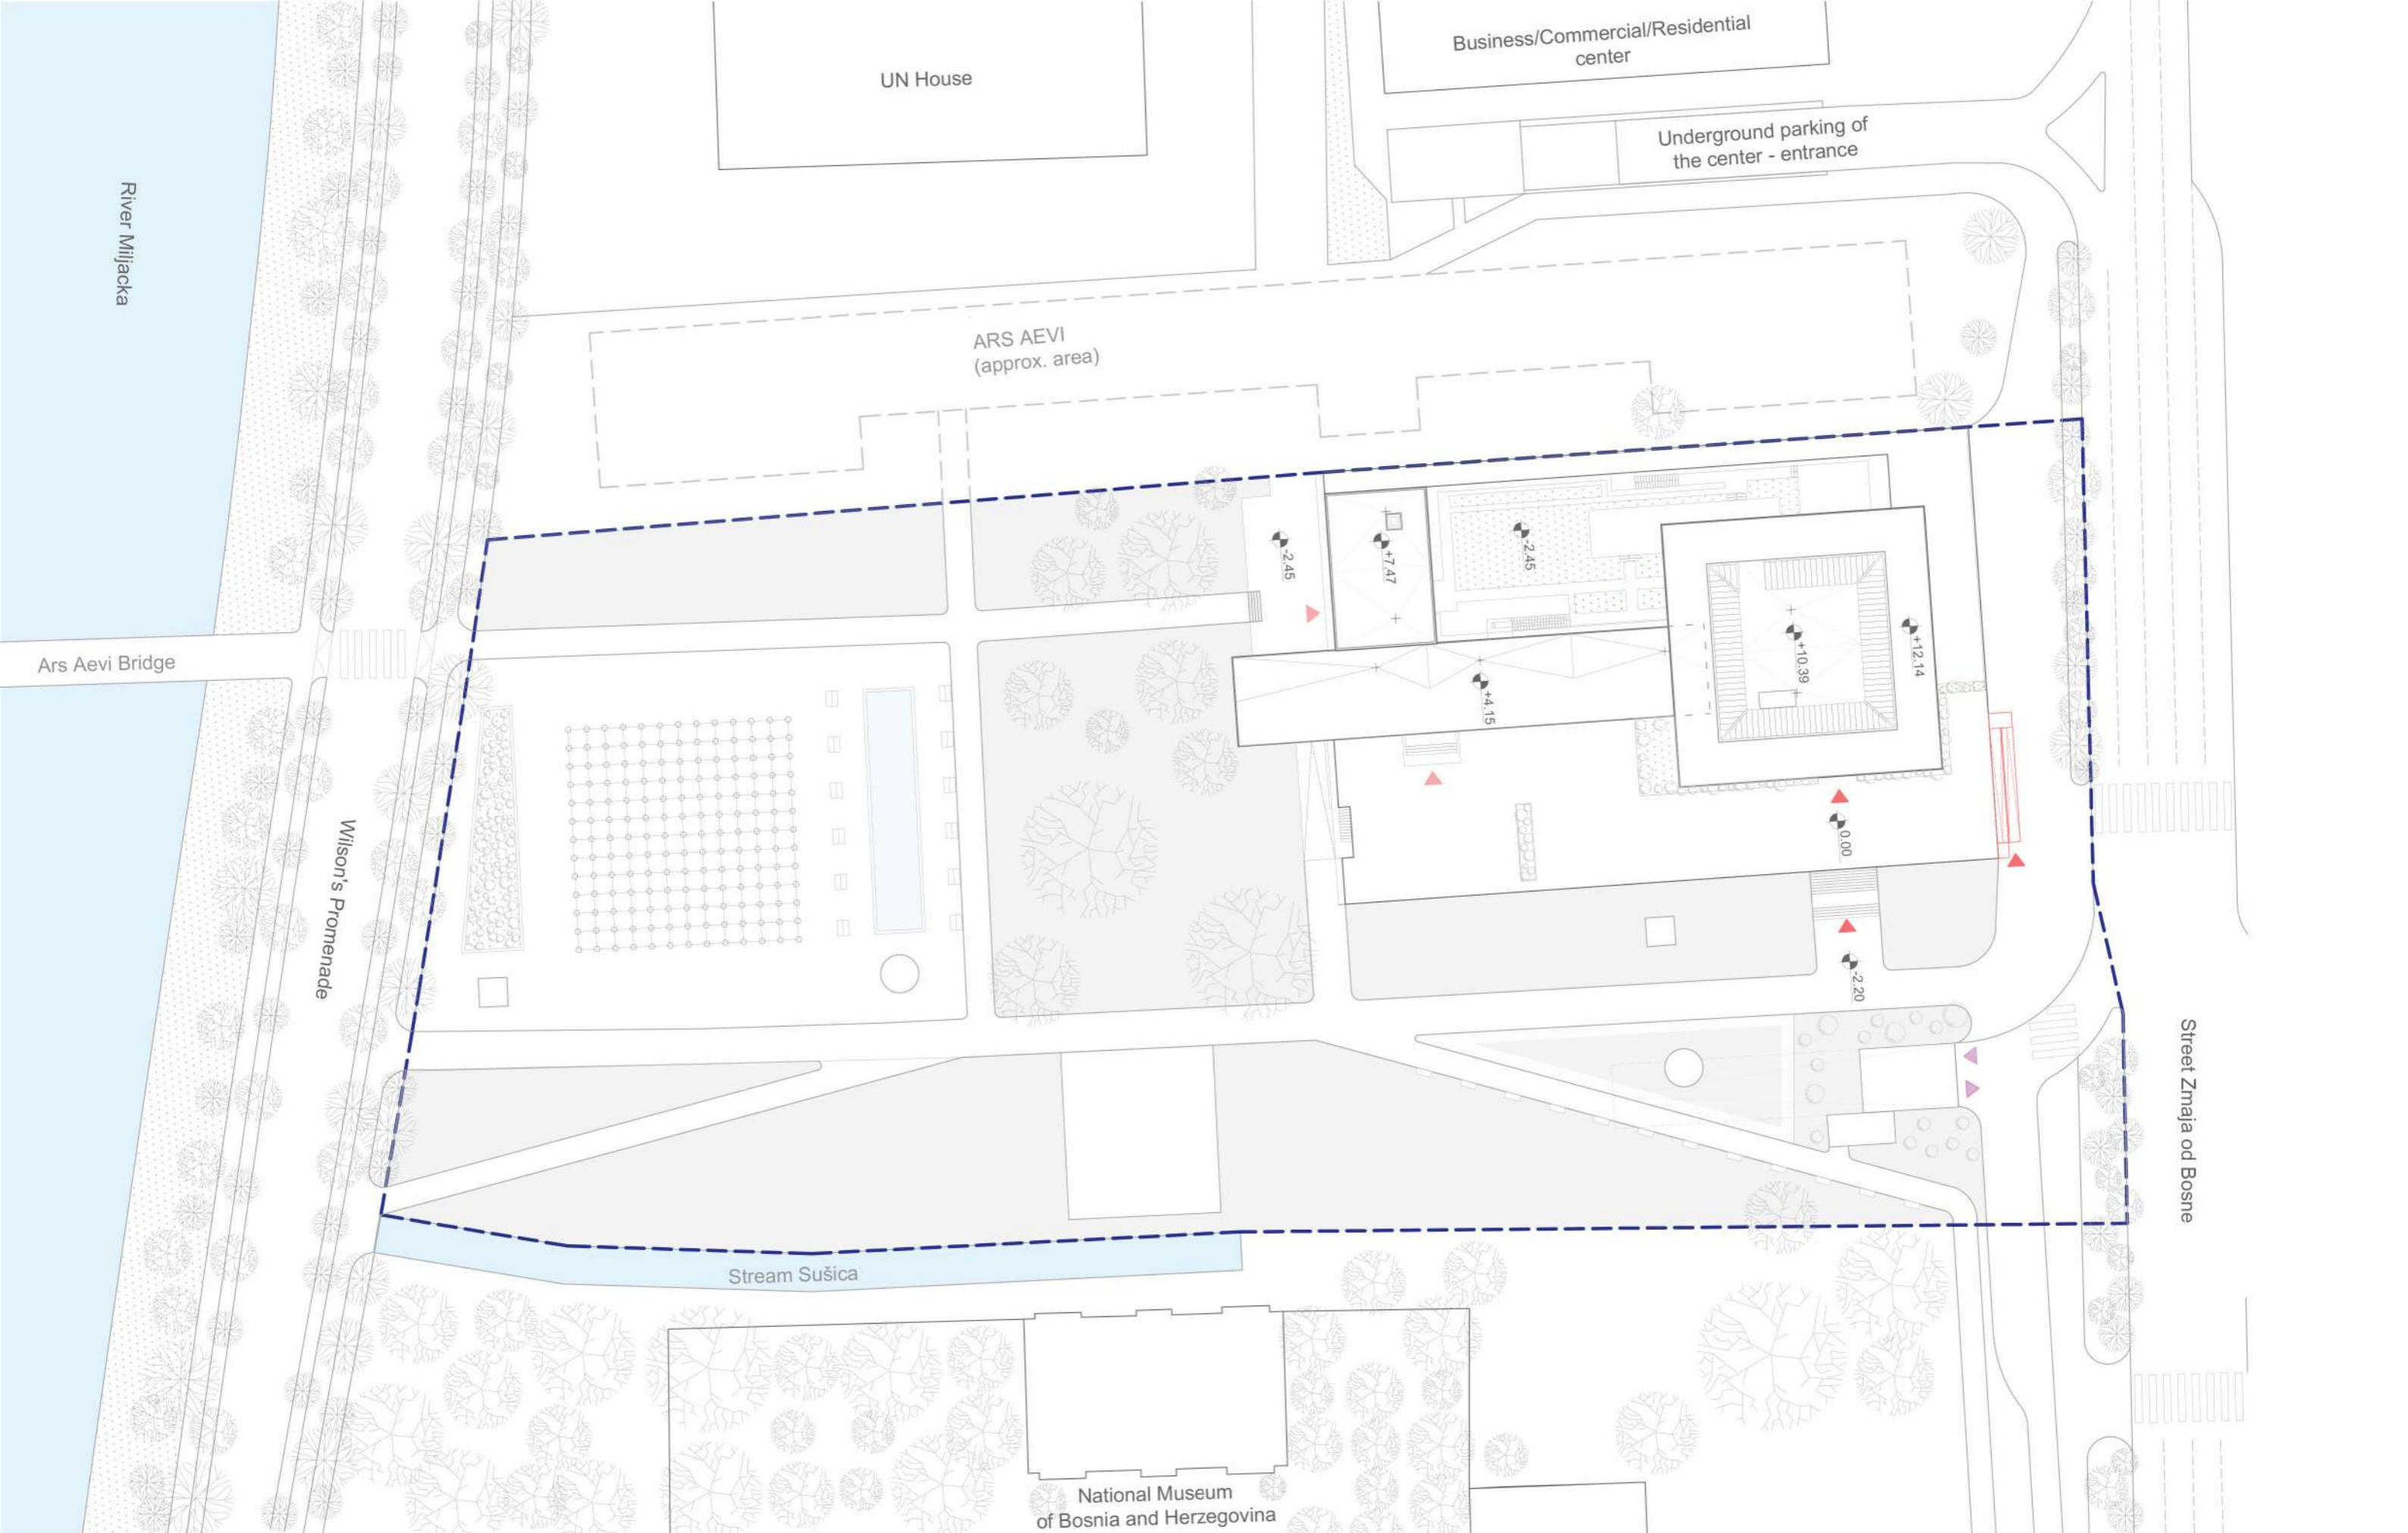 Business/Commercial/Residential
center
UN House
Underground parking of
the center - entrance
River Miljacka
ARS AEVI
(approx. area)
-2.45
+7.47
-2.45
+10.39
+12.14
Ars Aevi Bridge
+4.15
0.00
Wilson's Promenade
-2.20
Street Zmaja od Bosne
Stream Sušica
National Museum
of Bosnia and Herzegovina